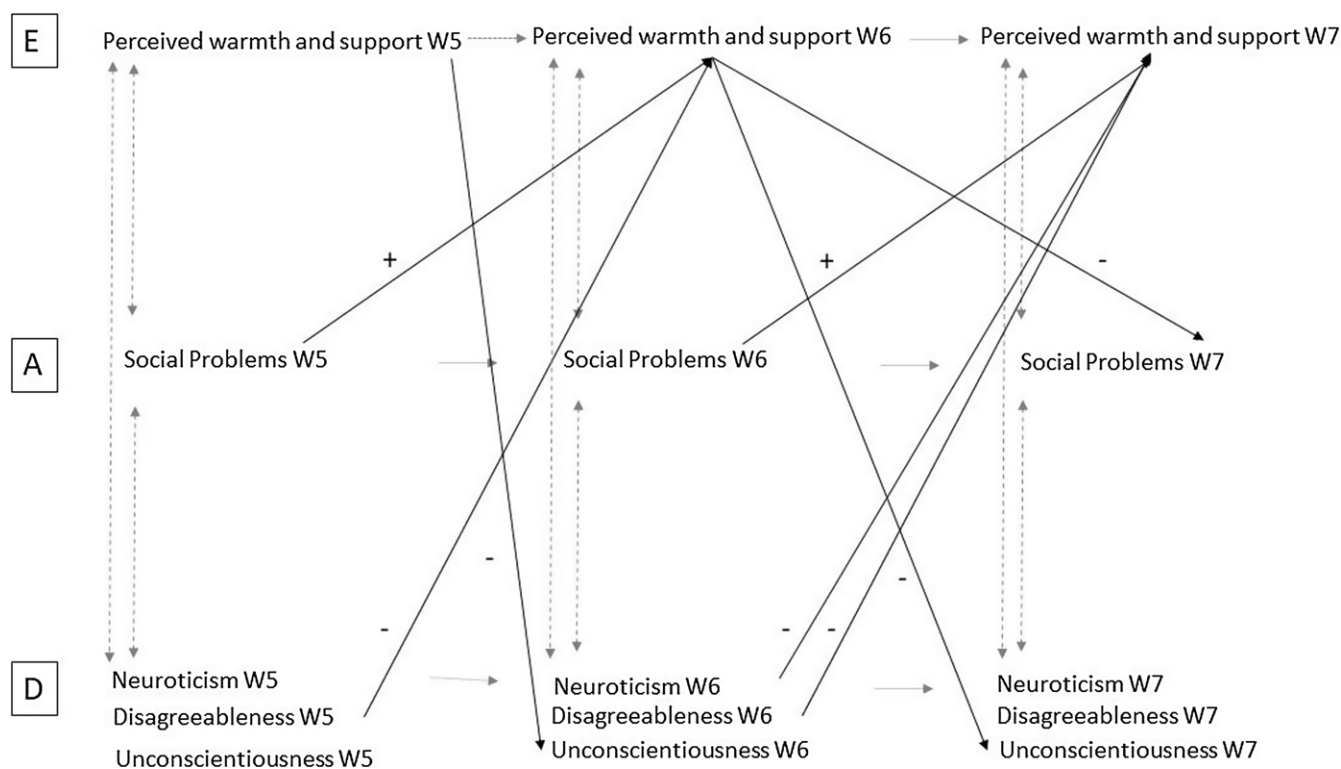 E
Perceived warmth and support W5
Perceived warmth and support W6
Perceived warmth and support W7
+
+
-
A
Social Problems W5
Social Problems W6
Social Problems W7
-
-
-
-
-
D
Neuroticism W5
Disagreeableness W5
Unconscientiousness W5
Neuroticism W6
Disagreeableness W6
Unconscientiousness W6
Neuroticism W7
Disagreeableness W7
Unconscientiousness W7